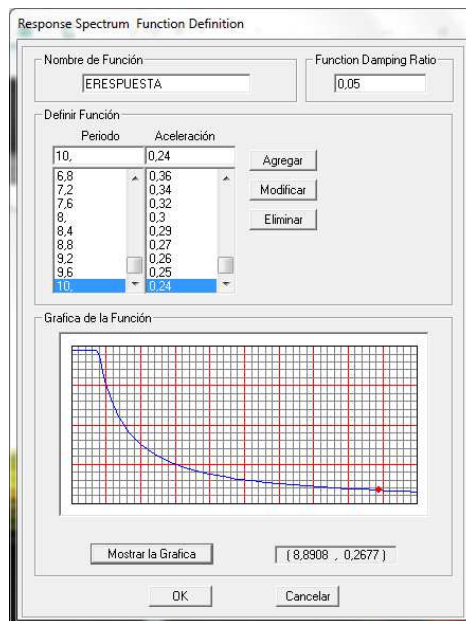 Response Spectrum Function Definition
Nombre de Función
ERESPUESTA
Function Damping Ratio
0,05
Definir Función
Periodo Aceleración
10, 0,24
6,8 0,36
7,2 0,34
7,6 0,32
8, 0,3
8,4 0,29
8,8 0,27
9,2 0,26
9,6 0,25
10, 0,24
Agregar
Modificar
Eliminar
Grafica de la Función
Mostrar la Grafica
( 8,8908 , 0,2677 )
OK
Cancelar